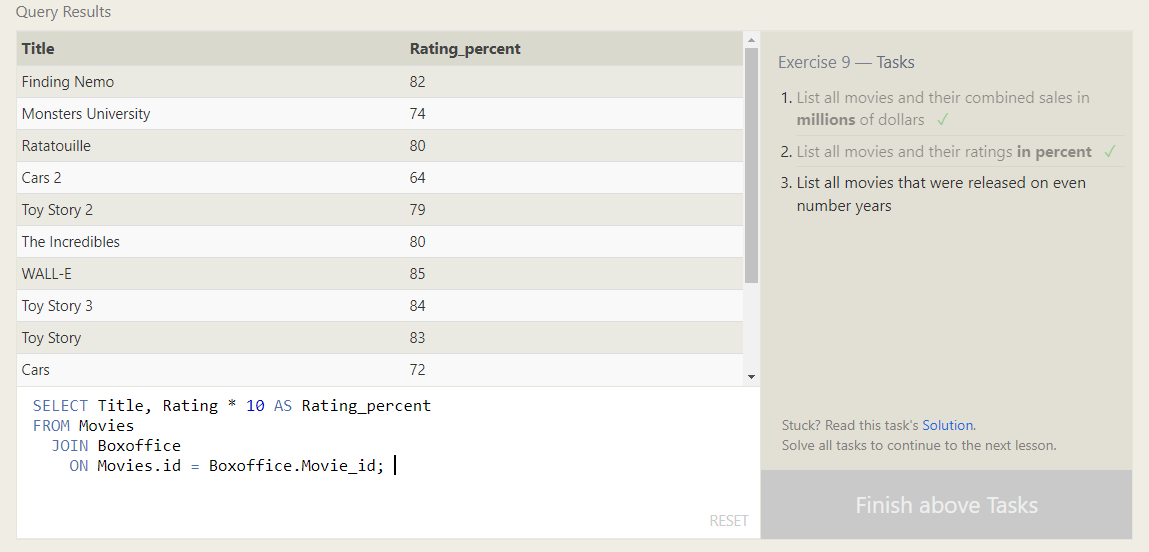 Query Results
Title Rating_percent
Finding Nemo 82
Monsters University 74
Ratatouille 80
Cars 2 64
Toy Story 2 79
The Incredibles 80
WALL-E 85
Toy Story 3 84
Toy Story 83
Cars 72
SELECT Title, Rating * 10 AS Rating_percent
FROM Movies
JOIN Boxoffice
ON Movies.id = Boxoffice.Movie_id;
RESET
Exercise 9 — Tasks
1. List all movies and their combined sales in
millions of dollars ✓
2. List all movies and their ratings in percent ✓
3. List all movies that were released on even
number years
Stuck? Read this task's Solution.
Solve all tasks to continue to the next lesson.
Finish above Tasks